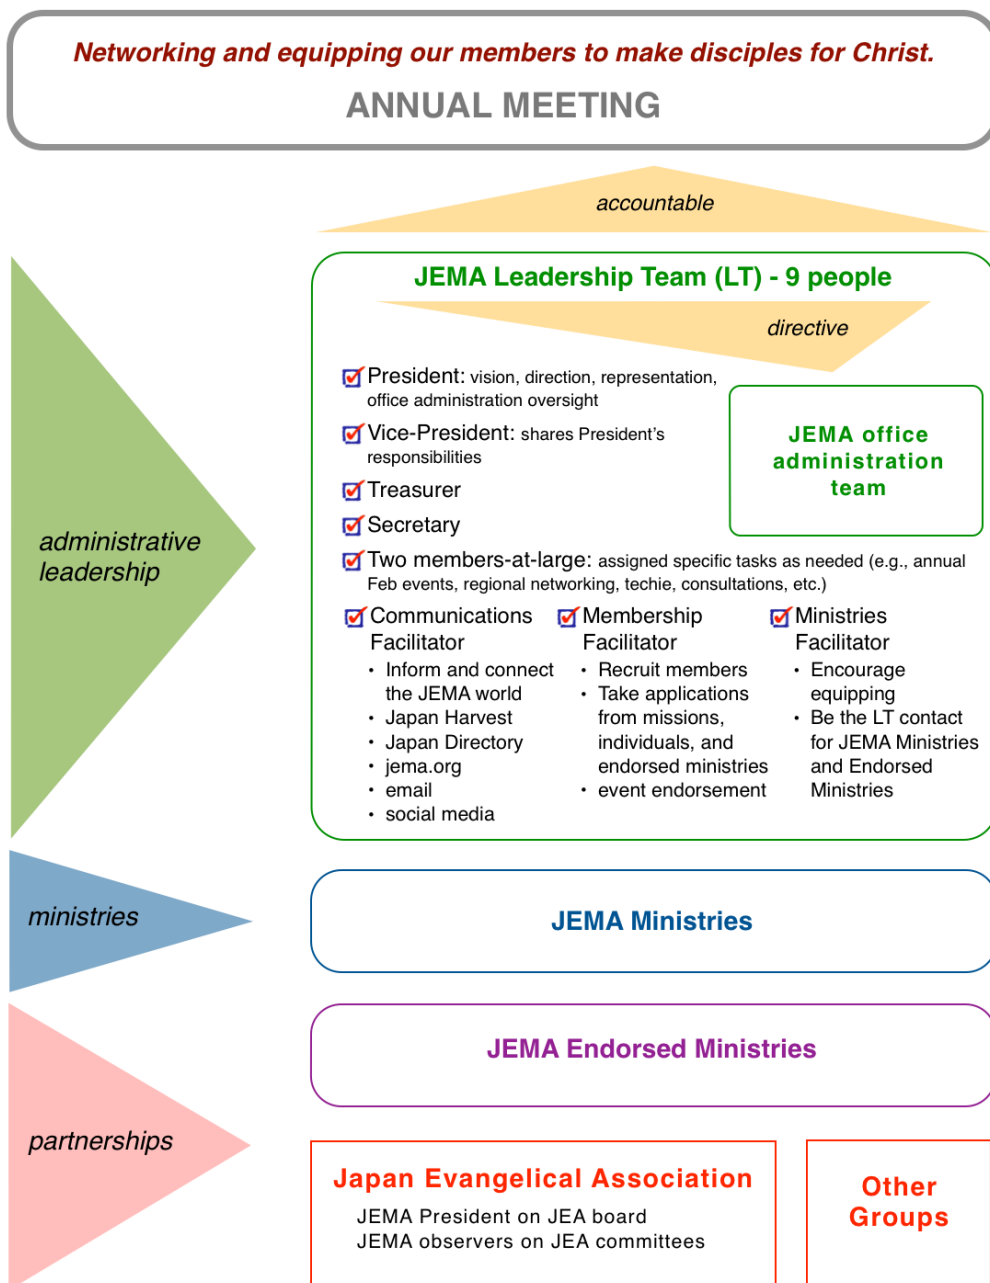 Networking and equipping our members to make disciples for Christ.
ANNUAL MEETING
accountable
JEMA Leadership Team (LT) - 9 people
directive
President: vision, direction, representation,
office administration oversight
Vice-President: shares President's
responsibilities
Treasurer
Secretary
JEMA office
administration
team
Two members-at-large: assigned specific tasks as needed (e.g., annual
Feb events, regional networking, techie, consultations, etc.)
Communications
Facilitator
• Inform and connect
the JEMA world
• Japan Harvest
• Japan Directory
• jema.org
• email
• social media
Membership
Facilitator
• Recruit members
• Take applications
from missions,
individuals, and
endorsed ministries
• event endorsement
Ministries
Facilitator
• Encourage
equipping
• Be the LT contact
for JEMA Ministries
and Endorsed
Ministries
administrative
leadership
ministries
JEMA Ministries
JEMA Endorsed Ministries
partnerships
Japan Evangelical Association
JEMA President on JEA board
JEMA observers on JEA committees
Other
Groups